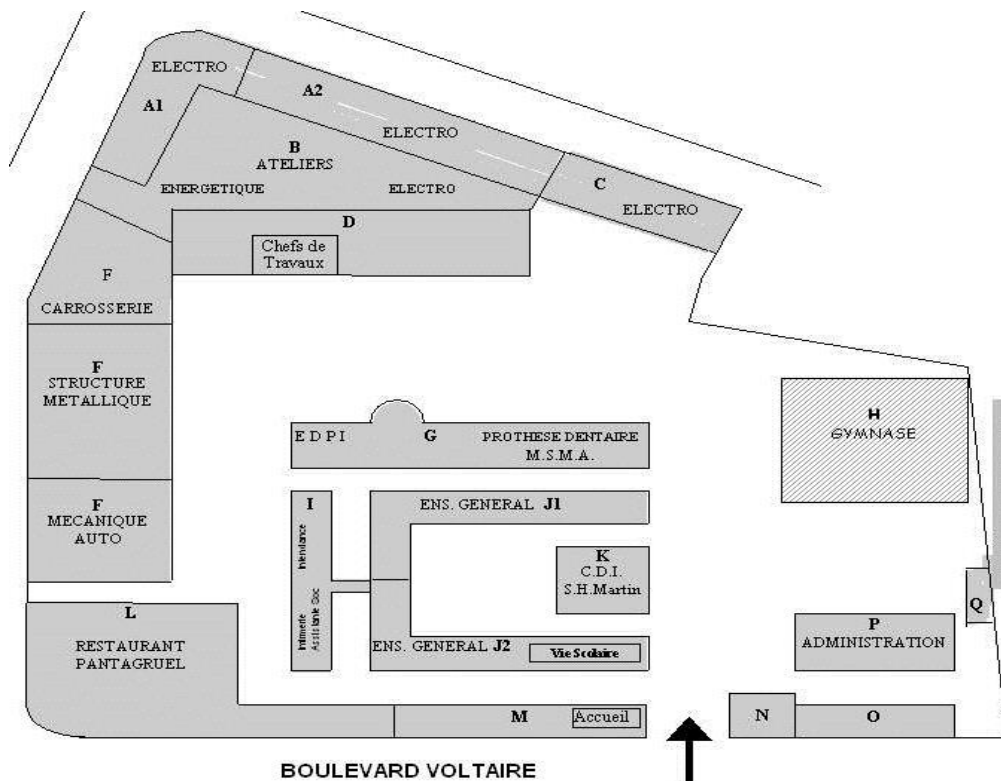 ELECTRO
A1
A2
ELECTRO
B
ATELIERS
ENERGETIQUE
ELECTRO
C
ELECTRO
D
Chefs de
Travaux
F
CARROSSERIE
F
STRUCTURE
METALLIQUE
F
MECANIQUE
AUTO
E D P I
G
PROTHESE DENTAIRE
M.S.M.A.
H
GYMNASE
I
Intendance
Infirmerie
Assistante Soc
ENS. GENERAL J1
K
C.D.I.
S.H.Martin
ENS. GENERAL J2
Vie Scolaire
L
RESTAURANT
PANTAGRUEL
M
Accueil
N
O
P
ADMINISTRATION
Q
BOULEVARD VOLTAIRE